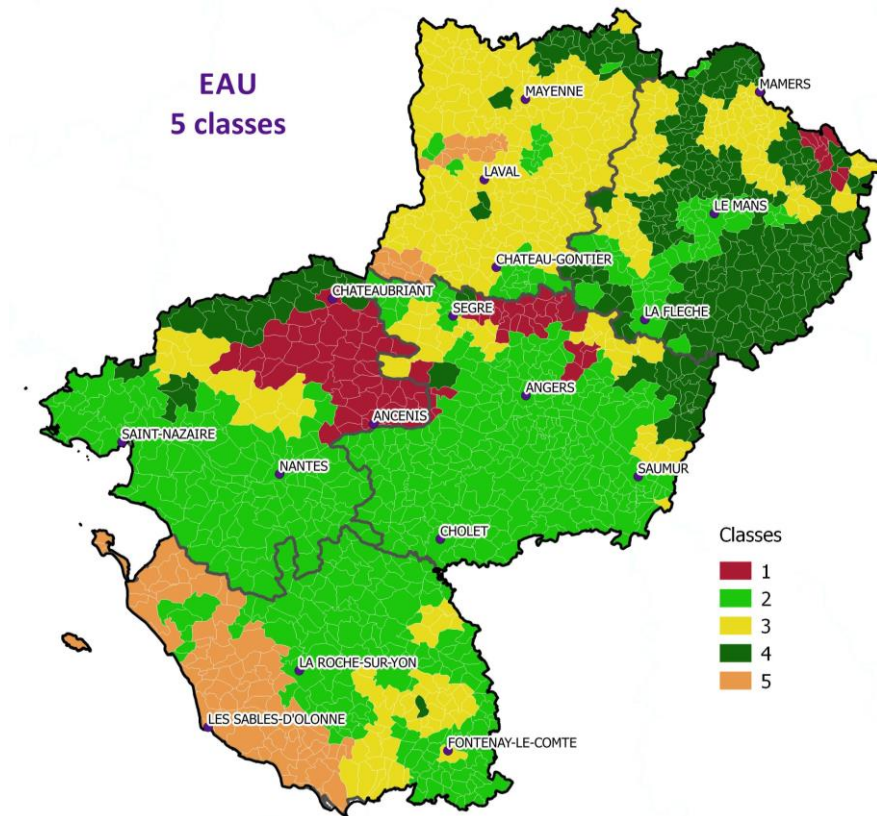 EAU
5 classes
MAYENNE
MAMERS
LAVAL
LE MANS
CHATEAU-GONTIER
CHATEAUBRIANT
SEGRE
LA FLECHE
ANGERS
ANCENIS
SAINT-NAZAIRE
NANTES
SAUMUR
CHOLET
Classes
1
2
3
4
5
LA ROCHE-SUR-YON
LES SABLES-D'OLONNE
FONTENAY-LE-COMTE